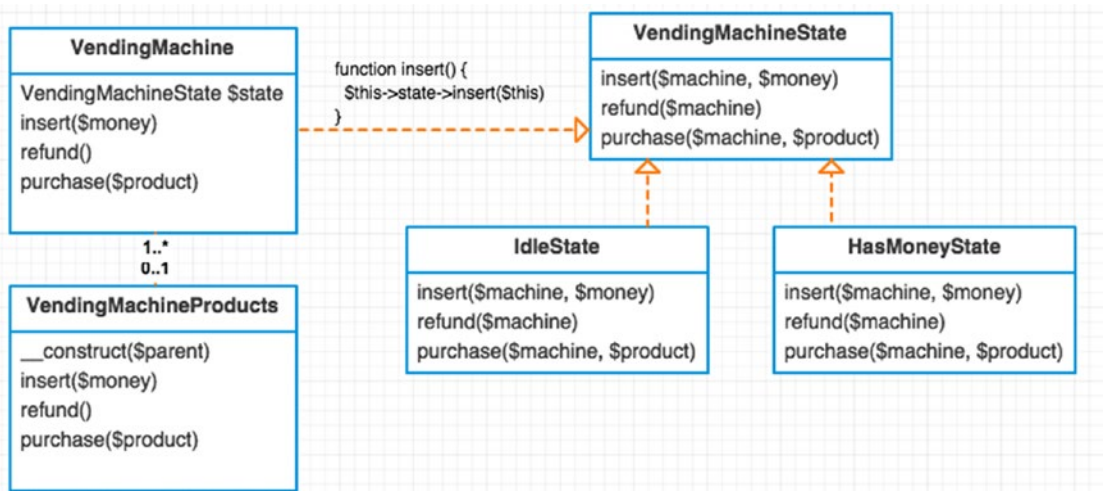 VendingMachine
VendingMachineState $state
insert($money)
refund()
purchase($product)
function insert() {
$this->state->insert($this)
}
VendingMachineState
insert($machine, $money)
refund($machine)
purchase($machine, $product)
1..*
0..1
VendingMachineProducts
__construct($parent)
insert($money)
refund()
purchase($product)
IdleState
insert($machine, $money)
refund($machine)
purchase($machine, $product)
HasMoneyState
insert($machine, $money)
refund($machine)
purchase($machine, $product)